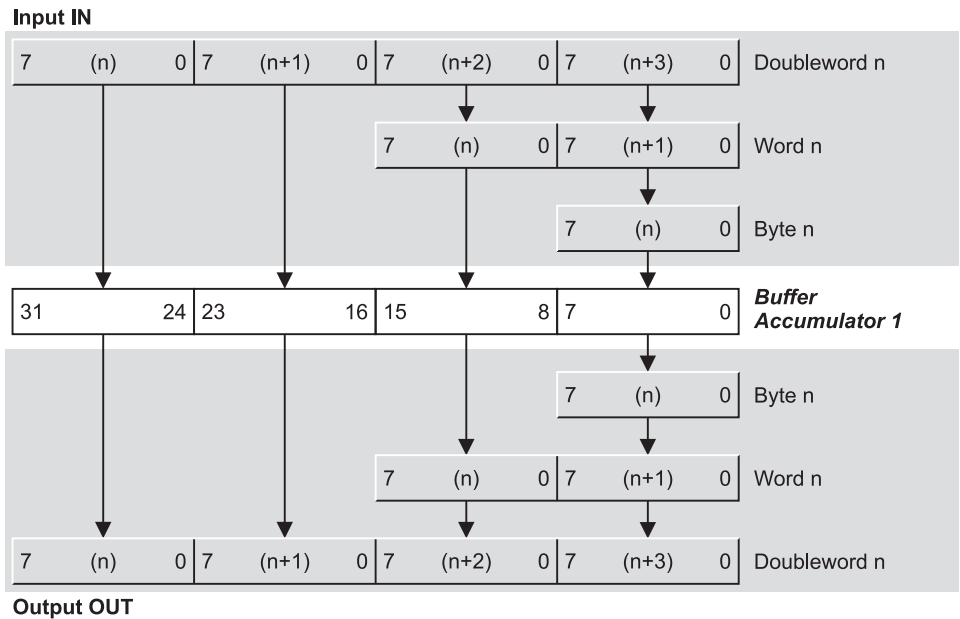 Input IN
7 (n) 0 7 (n+1) 0 7 (n+2) 0 7 (n+3) 0 Doubleword n
7 (n) 0 7 (n+1) 0 Word n
7 (n) 0 Byte n
31 24 23 16 15 8 7 0 Buffer
Accumulator 1
7 (n) 0 Byte n
7 (n) 0 7 (n+1) 0 Word n
7 (n) 0 7 (n+1) 0 7 (n+2) 0 7 (n+3) 0 Doubleword n
Output OUT